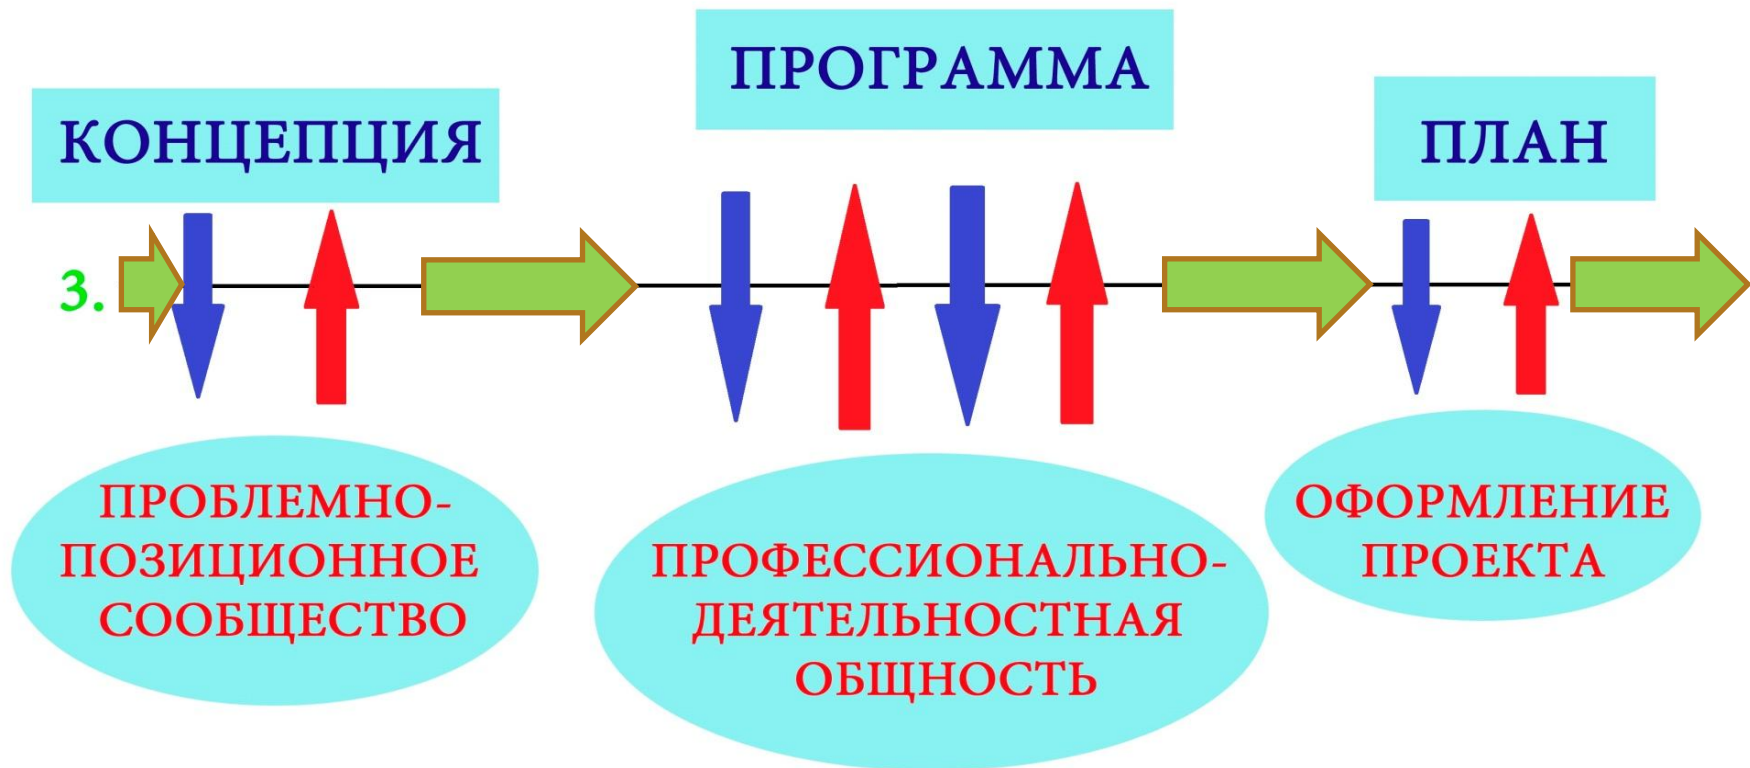 КОНЦЕПЦИЯ
ПРОГРАММА
ПЛАН
3.
ПРОБЛЕМНО-
ПОЗИЦИОННОЕ
СООБЩЕСТВО
ПРОФЕССИОНАЛЬНО-
ДЕЯТЕЛЬНОСТНАЯ
ОБЩНОСТЬ
ОФОРМЛЕНИЕ
ПРОЕКТА